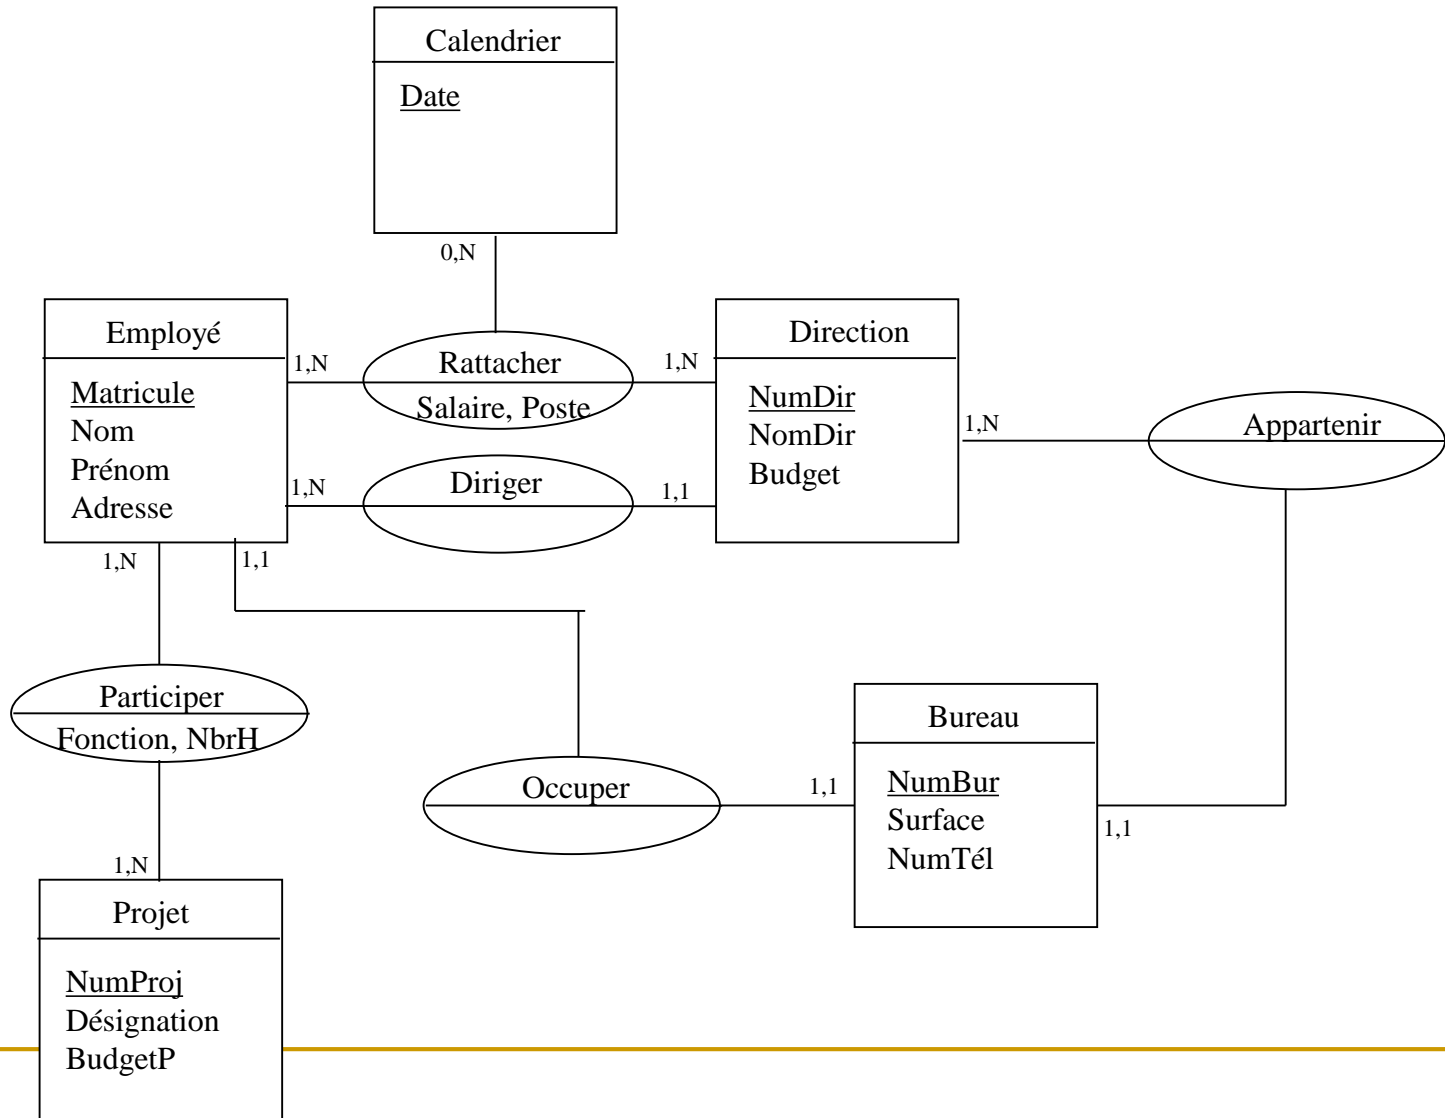 Calendrier
Date
0,N
Employé
Matricule
Nom
Prénom
Adresse
1,N
Rattacher
Salaire, Poste
1,N
Direction
NumDir
NomDir
Budget
1,N
Appartenir
1,N
Diriger
1,1
1,N
1,1
Participer
Fonction, NbrH
Occuper
1,1
Bureau
NumBur
Surface
NumTél
1,1
1,N
Projet
NumProj
Désignation
BudgetP